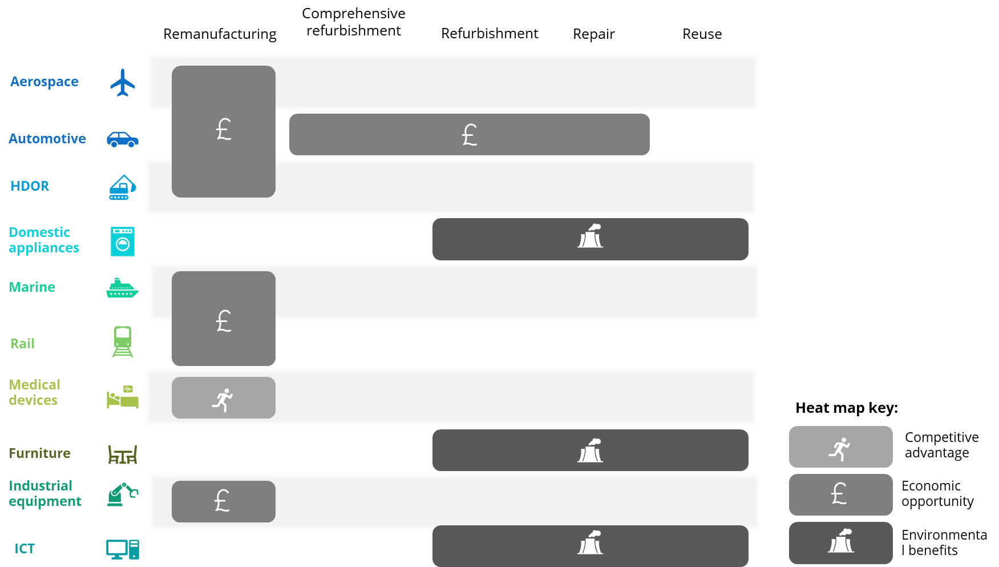 Comprehensive
refurbishment
Remanufacturing
Refurbishment
Repair
Reuse
Aerospace
£
Automotive
£
HDOR
Domestic
appliances
Marine
£
Rail
Medical
devices
Heat map key:
Competitive
advantage
Furniture
Industrial
equipment
£
£
Economic
opportunity
ICT
Environmenta
l benefits